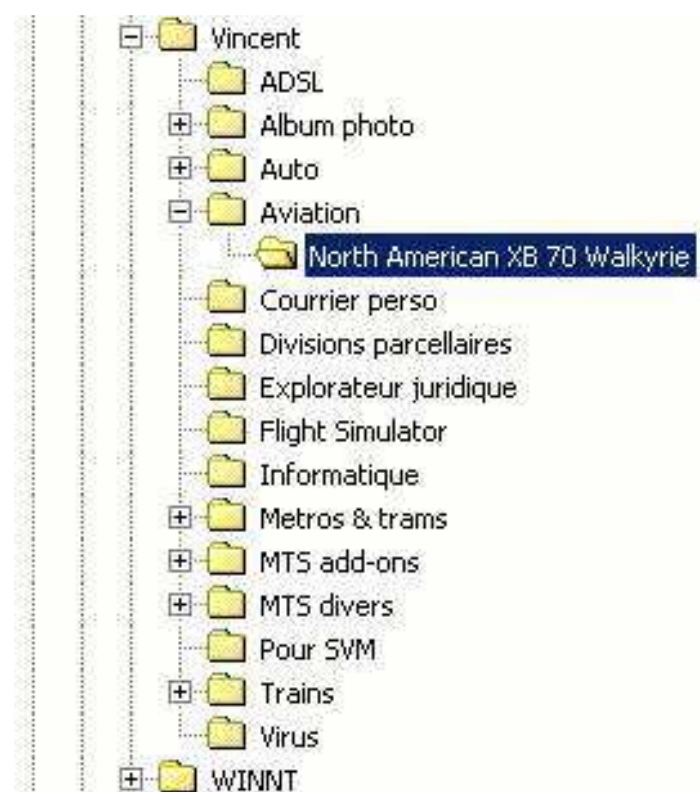 Vincent
ADSL
Album photo
Auto
Aviation
North American XB 70 Walkyrie
Courrier perso
Divisions parcellaires
Explorateur juridique
Flight Simulator
Informatique
Metros & trams
MTS add-ons
MTS divers
Pour SVM
Trains
Virus
WINNT